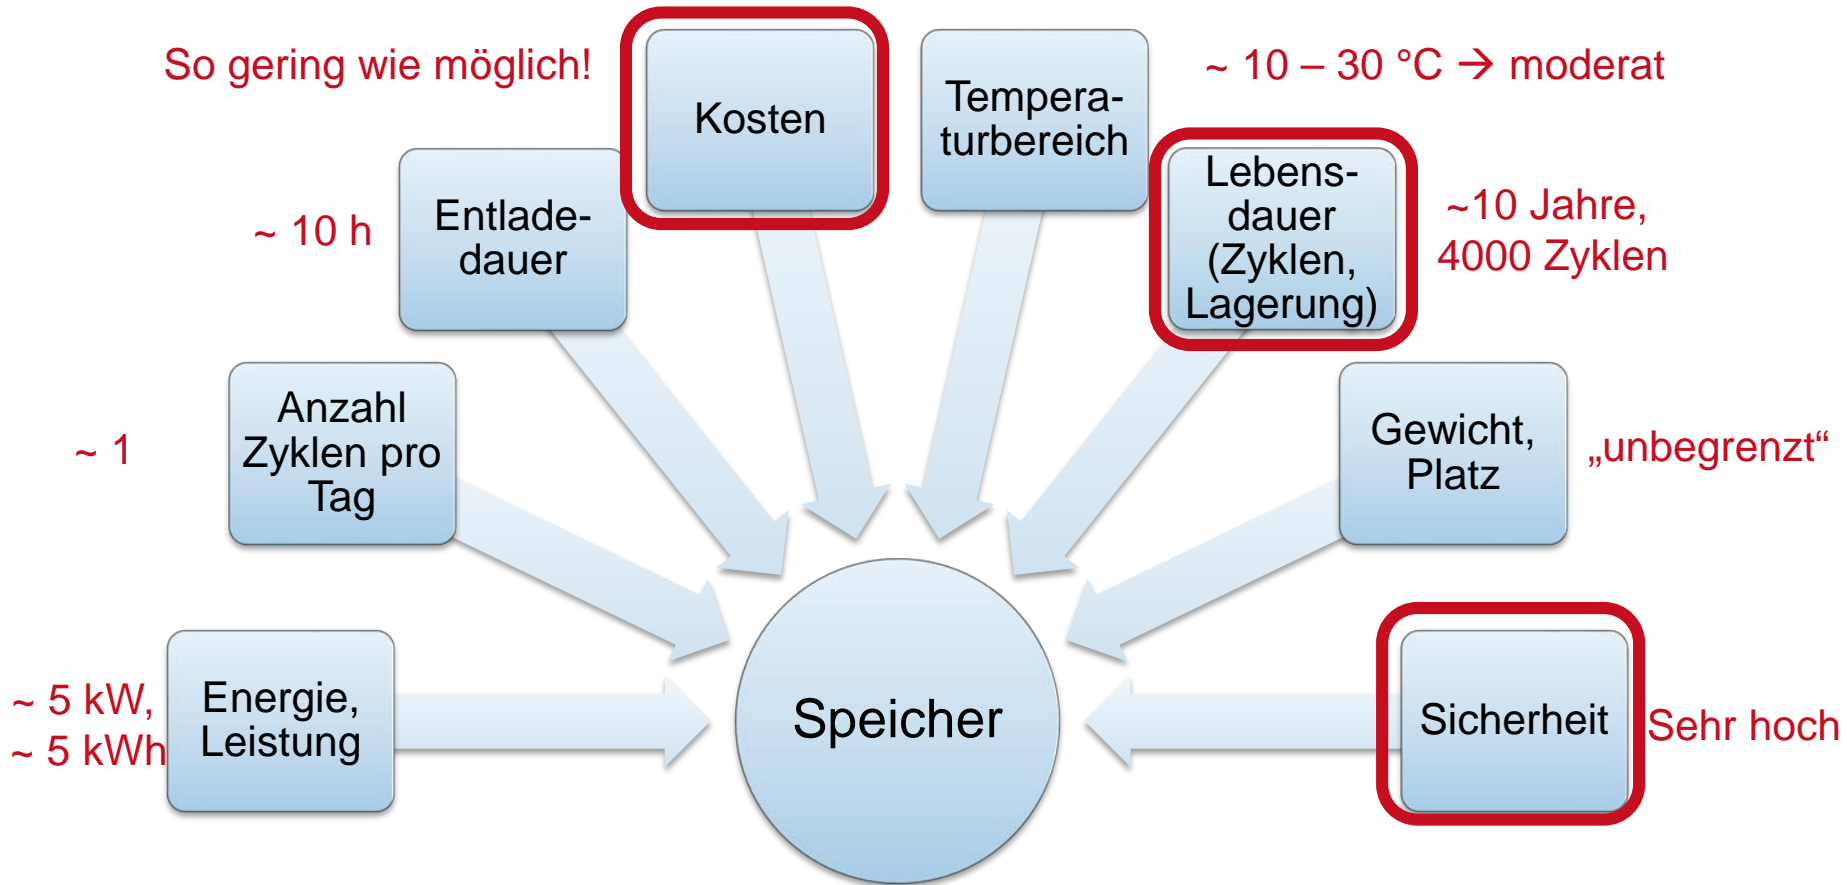 So gering wie möglich!
Kosten
Tempera-
turbereich
~ 10 – 30 °C → moderat
~ 10 h
Entlade-
dauer
Lebens-
dauer
(Zyklen,
Lagerung)
~10 Jahre,
4000 Zyklen
~ 1
Anzahl
Zyklen pro
Tag
Gewicht,
Platz
„unbegrenzt“
~ 5 kW,
~ 5 kWh
Energie,
Leistung
Speicher
Sicherheit
Sehr hoch